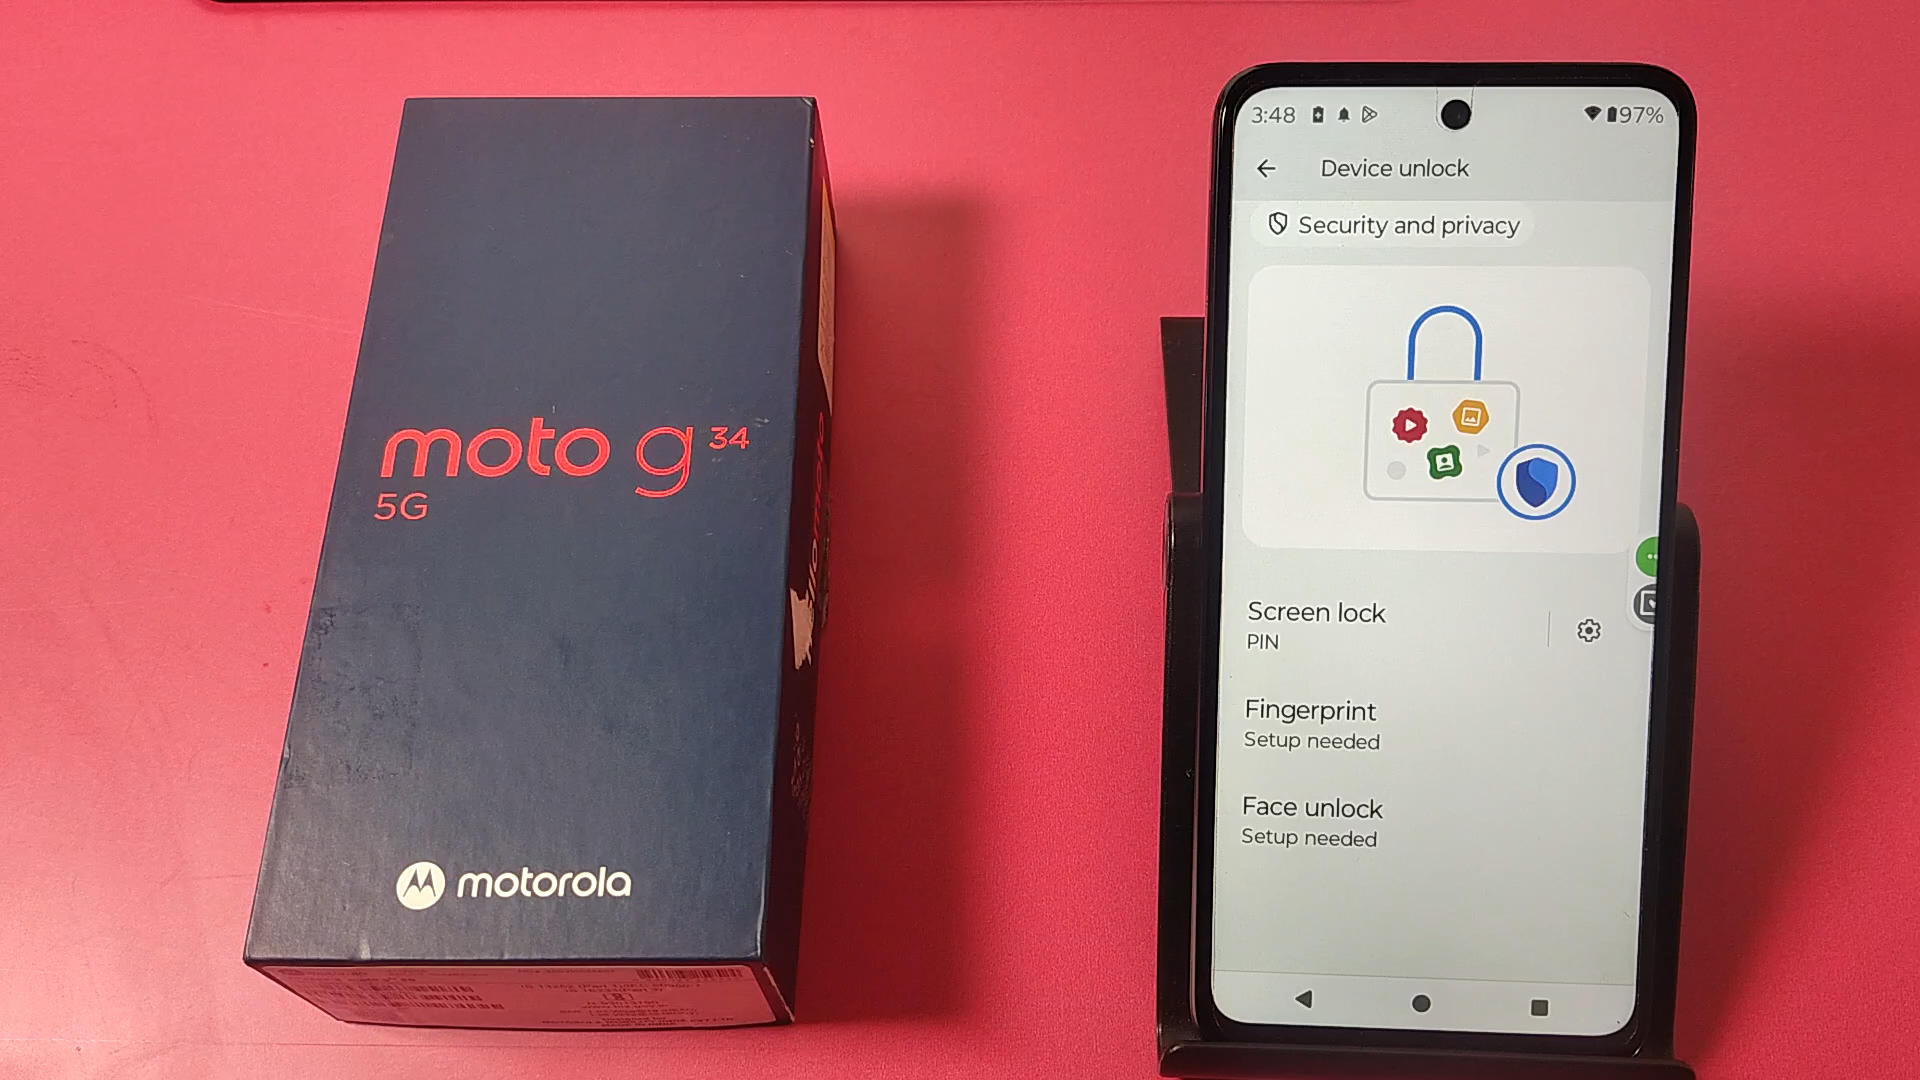 moto g 34
5G
motorola
3:48
97%
Device unlock
Security and privacy
Screen lock
PIN
Fingerprint
Setup needed
Face unlock
Setup needed